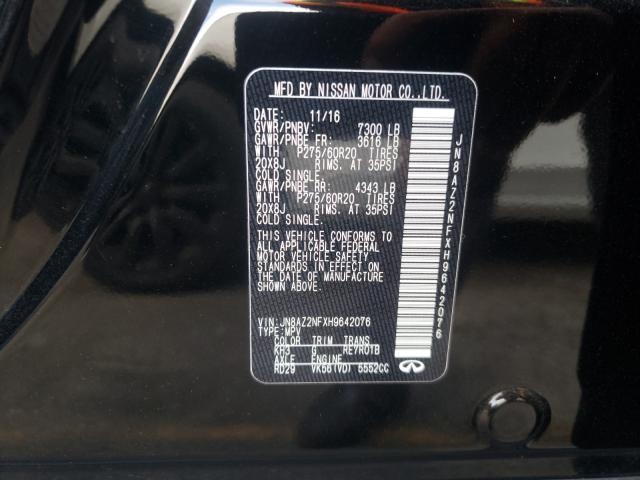 MFD BY NISSAN MOTOR CO.,LTD.
DATE: 11/16
GVWR/PNBV: 7300 LB
GAWR/PNBE FR: 3616 LB
WITH P275/60R20 TIRES
20X8J RIMS. AT 35PSI
COLD SINGLE.
GAWR/PNBE RR: 4343 LB
WITH P275/60R20 TIRES
20X8J RIMS. AT 35PSI
COLD SINGLE.
THIS VEHICLE CONFORMS TO
ALL APPLICABLE FEDERAL
MOTOR VEHICLE SAFETY
STANDARDS IN EFFECT ON
THE DATE OF MANUFACTURE
SHOWN ABOVE.
VIN: JN8AZ2NFXH9642076
TYPE: MPV
COLOR TRIM TRANS
KH3 G RE7R01B
AXLE ENGINE
RD29 VK56(VD) 5552CC
JN8AZ2NFXH9642076